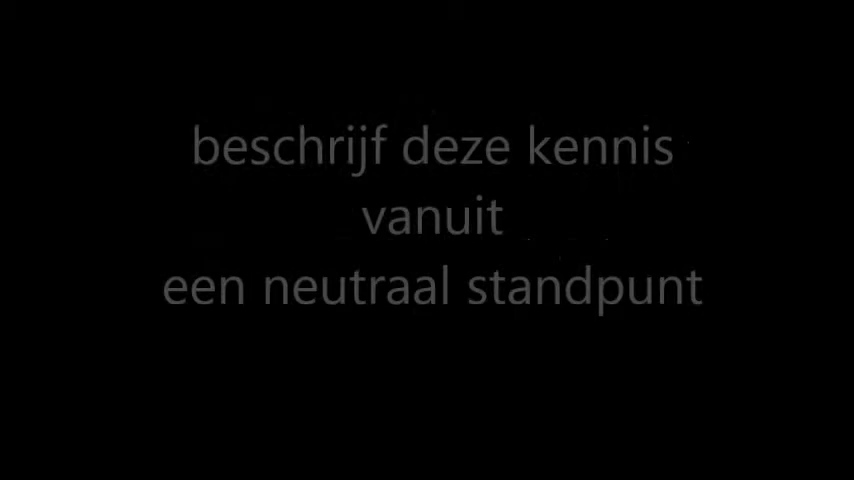 beschrijf deze kennis
vanuit
een neutraal standpunt